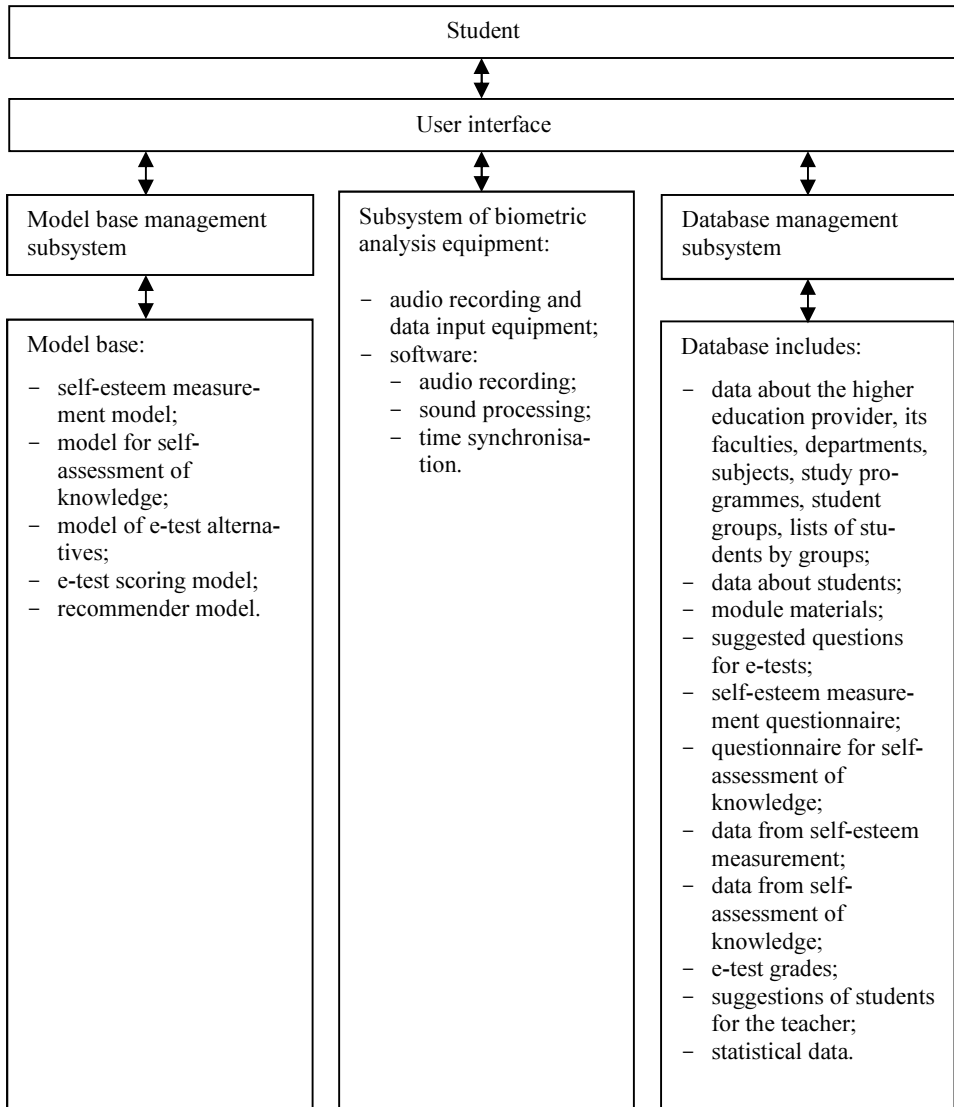 Student
User interface
Model base management
subsystem
Model base:
– self-esteem measure-
ment model;
– model for self-
assessment of
knowledge;
– model of e-test alterna-
tives;
– e-test scoring model;
– recommender model.
Subsystem of biometric
analysis equipment:
– audio recording and
data input equipment;
– software:
– audio recording;
– sound processing;
– time synchronisa-
tion.
Database management
subsystem
Database includes:
– data about the higher
education provider, its
faculties, departments,
subjects, study pro-
grammes, student
groups, lists of stu-
dents by groups;
– data about students;
– module materials;
– suggested questions
for e-tests;
– self-esteem measure-
ment questionnaire;
– questionnaire for self-
assessment of
knowledge;
– data from self-esteem
measurement;
– data from self-
assessment of
knowledge;
– e-test grades;
– suggestions of students
for the teacher;
– statistical data.